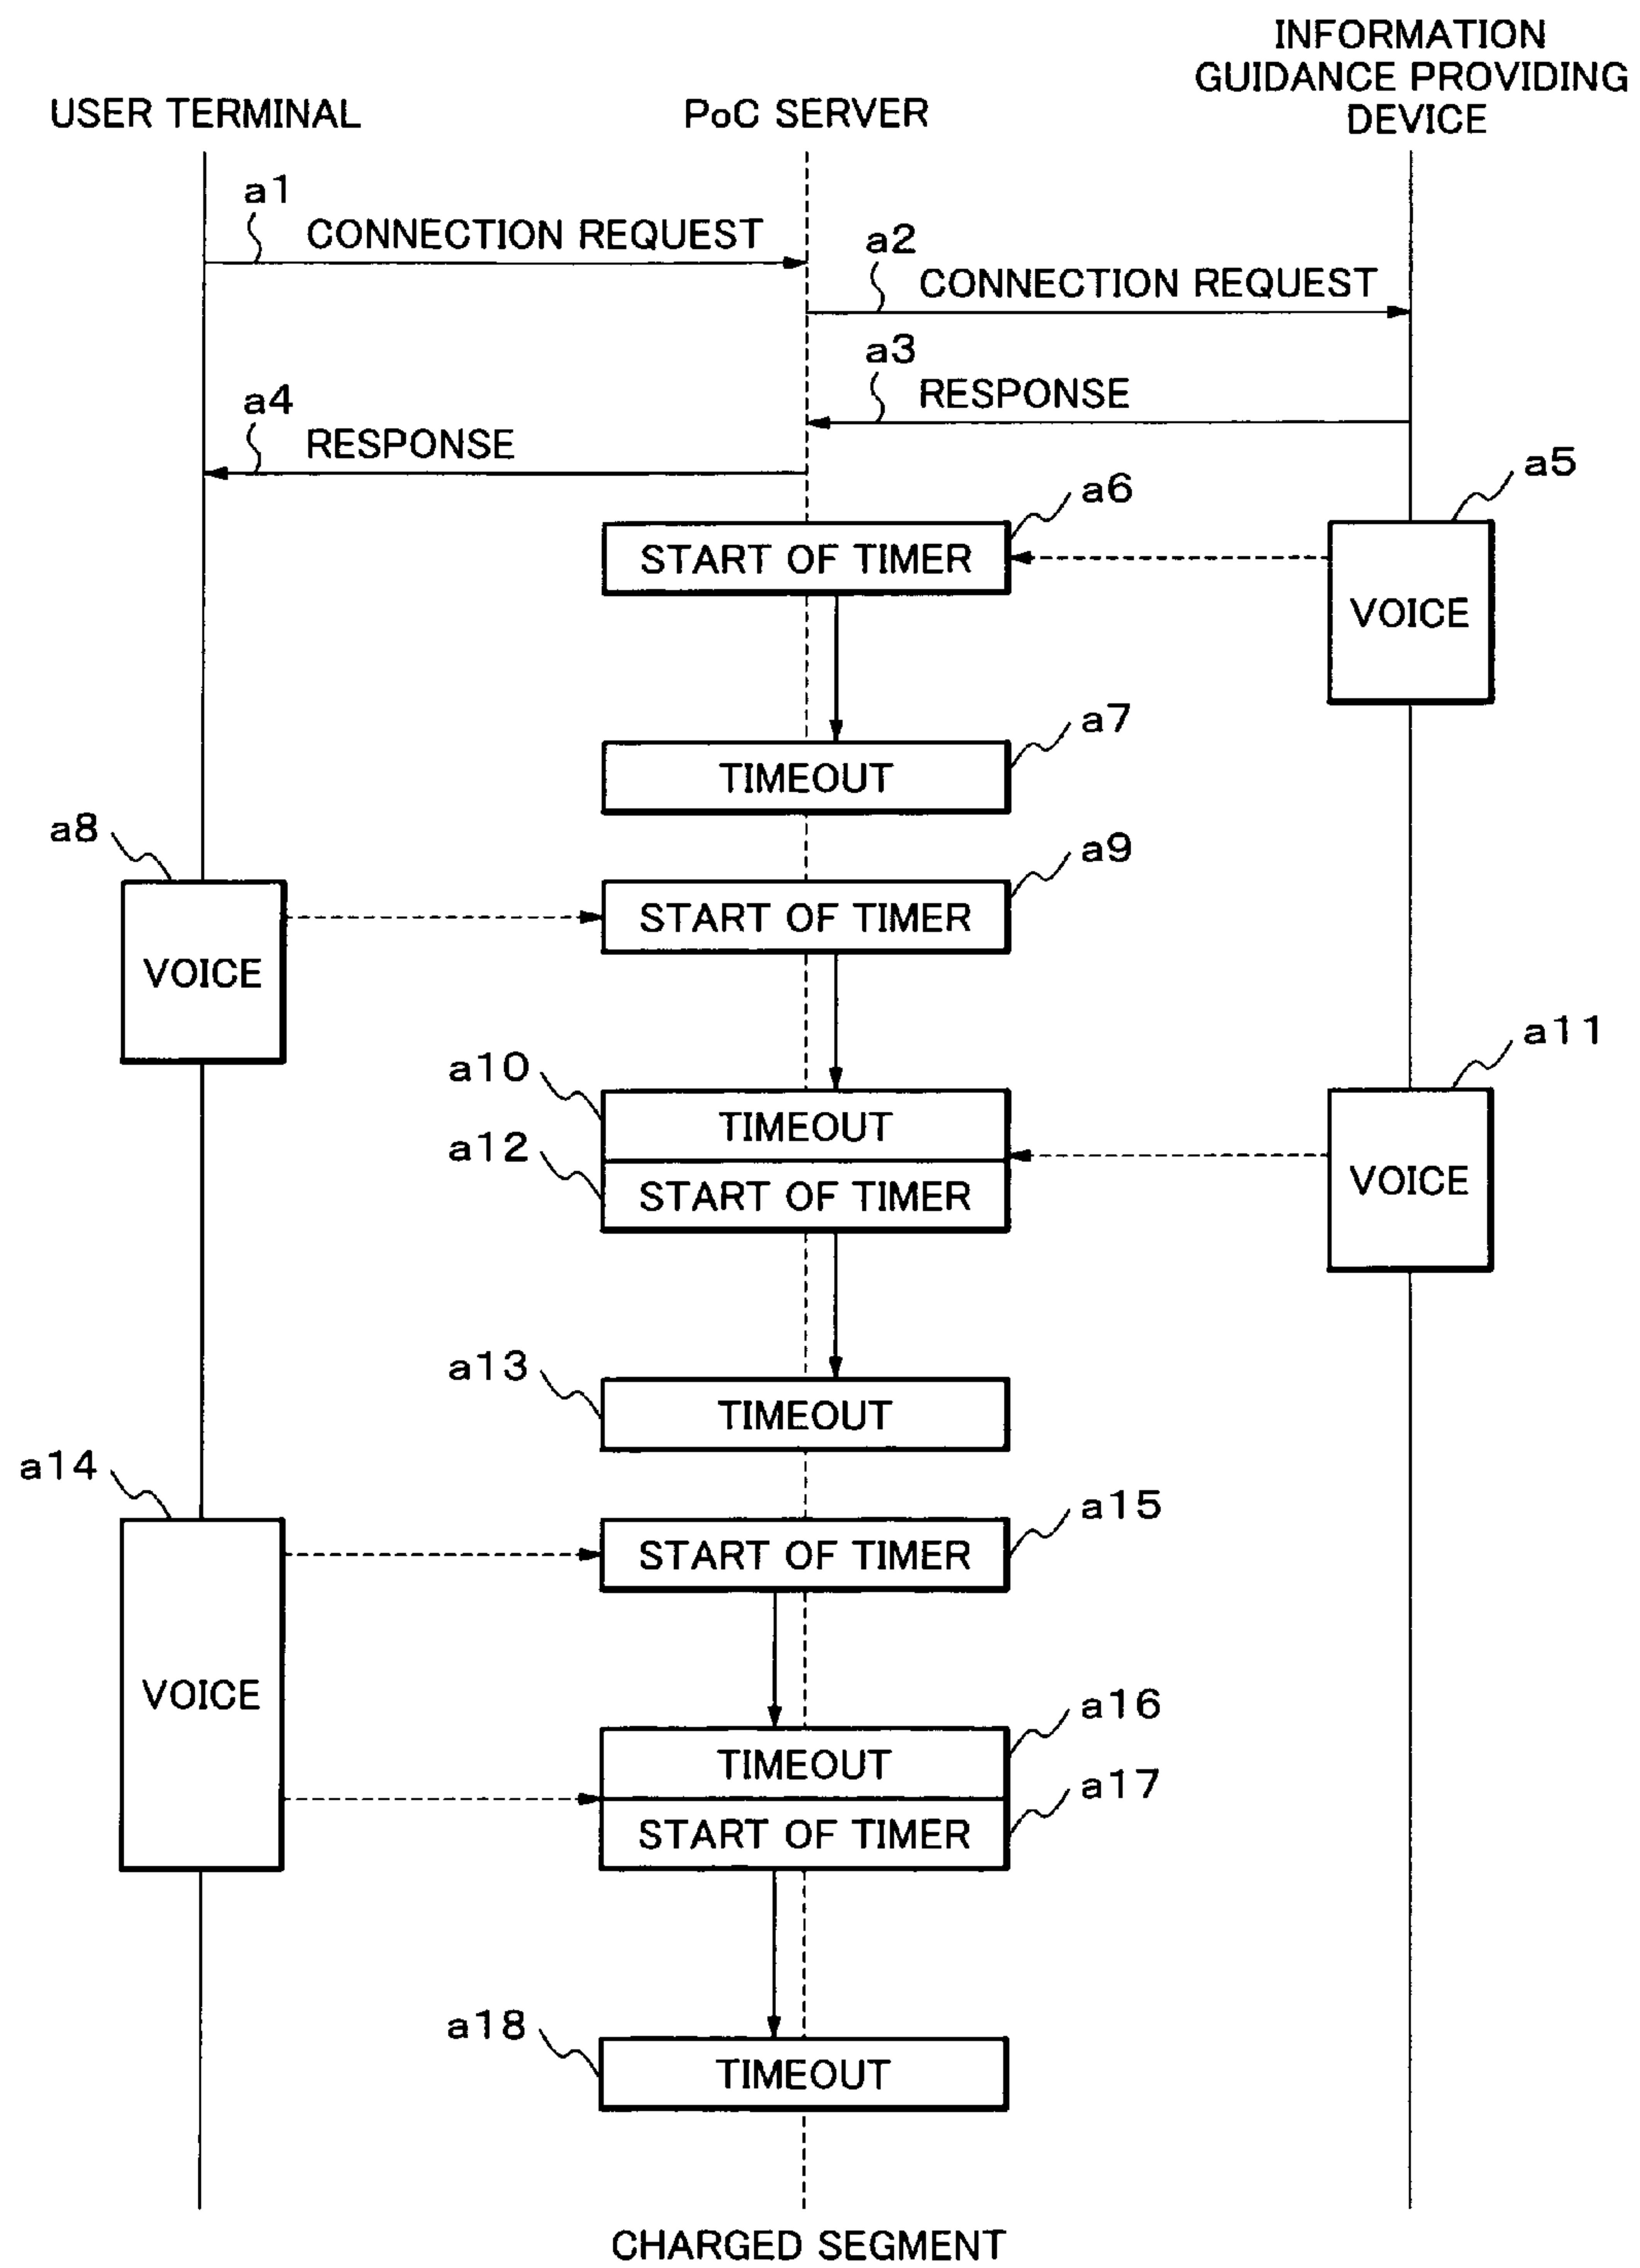 INFORMATION
GUIDANCE PROVIDING
DEVICE
USER TERMINAL
PoC SERVER
a1
CONNECTION REQUEST
a2
CONNECTION REQUEST
a3
RESPONSE
a4
RESPONSE
a5
a6
START OF TIMER
VOICE
a7
TIMEOUT
a8
a9
START OF TIMER
VOICE
a10
a11
TIMEOUT
a12
START OF TIMER
VOICE
a13
TIMEOUT
a14
a15
START OF TIMER
VOICE
a16
TIMEOUT
a17
START OF TIMER
a18
TIMEOUT
CHARGED SEGMENT